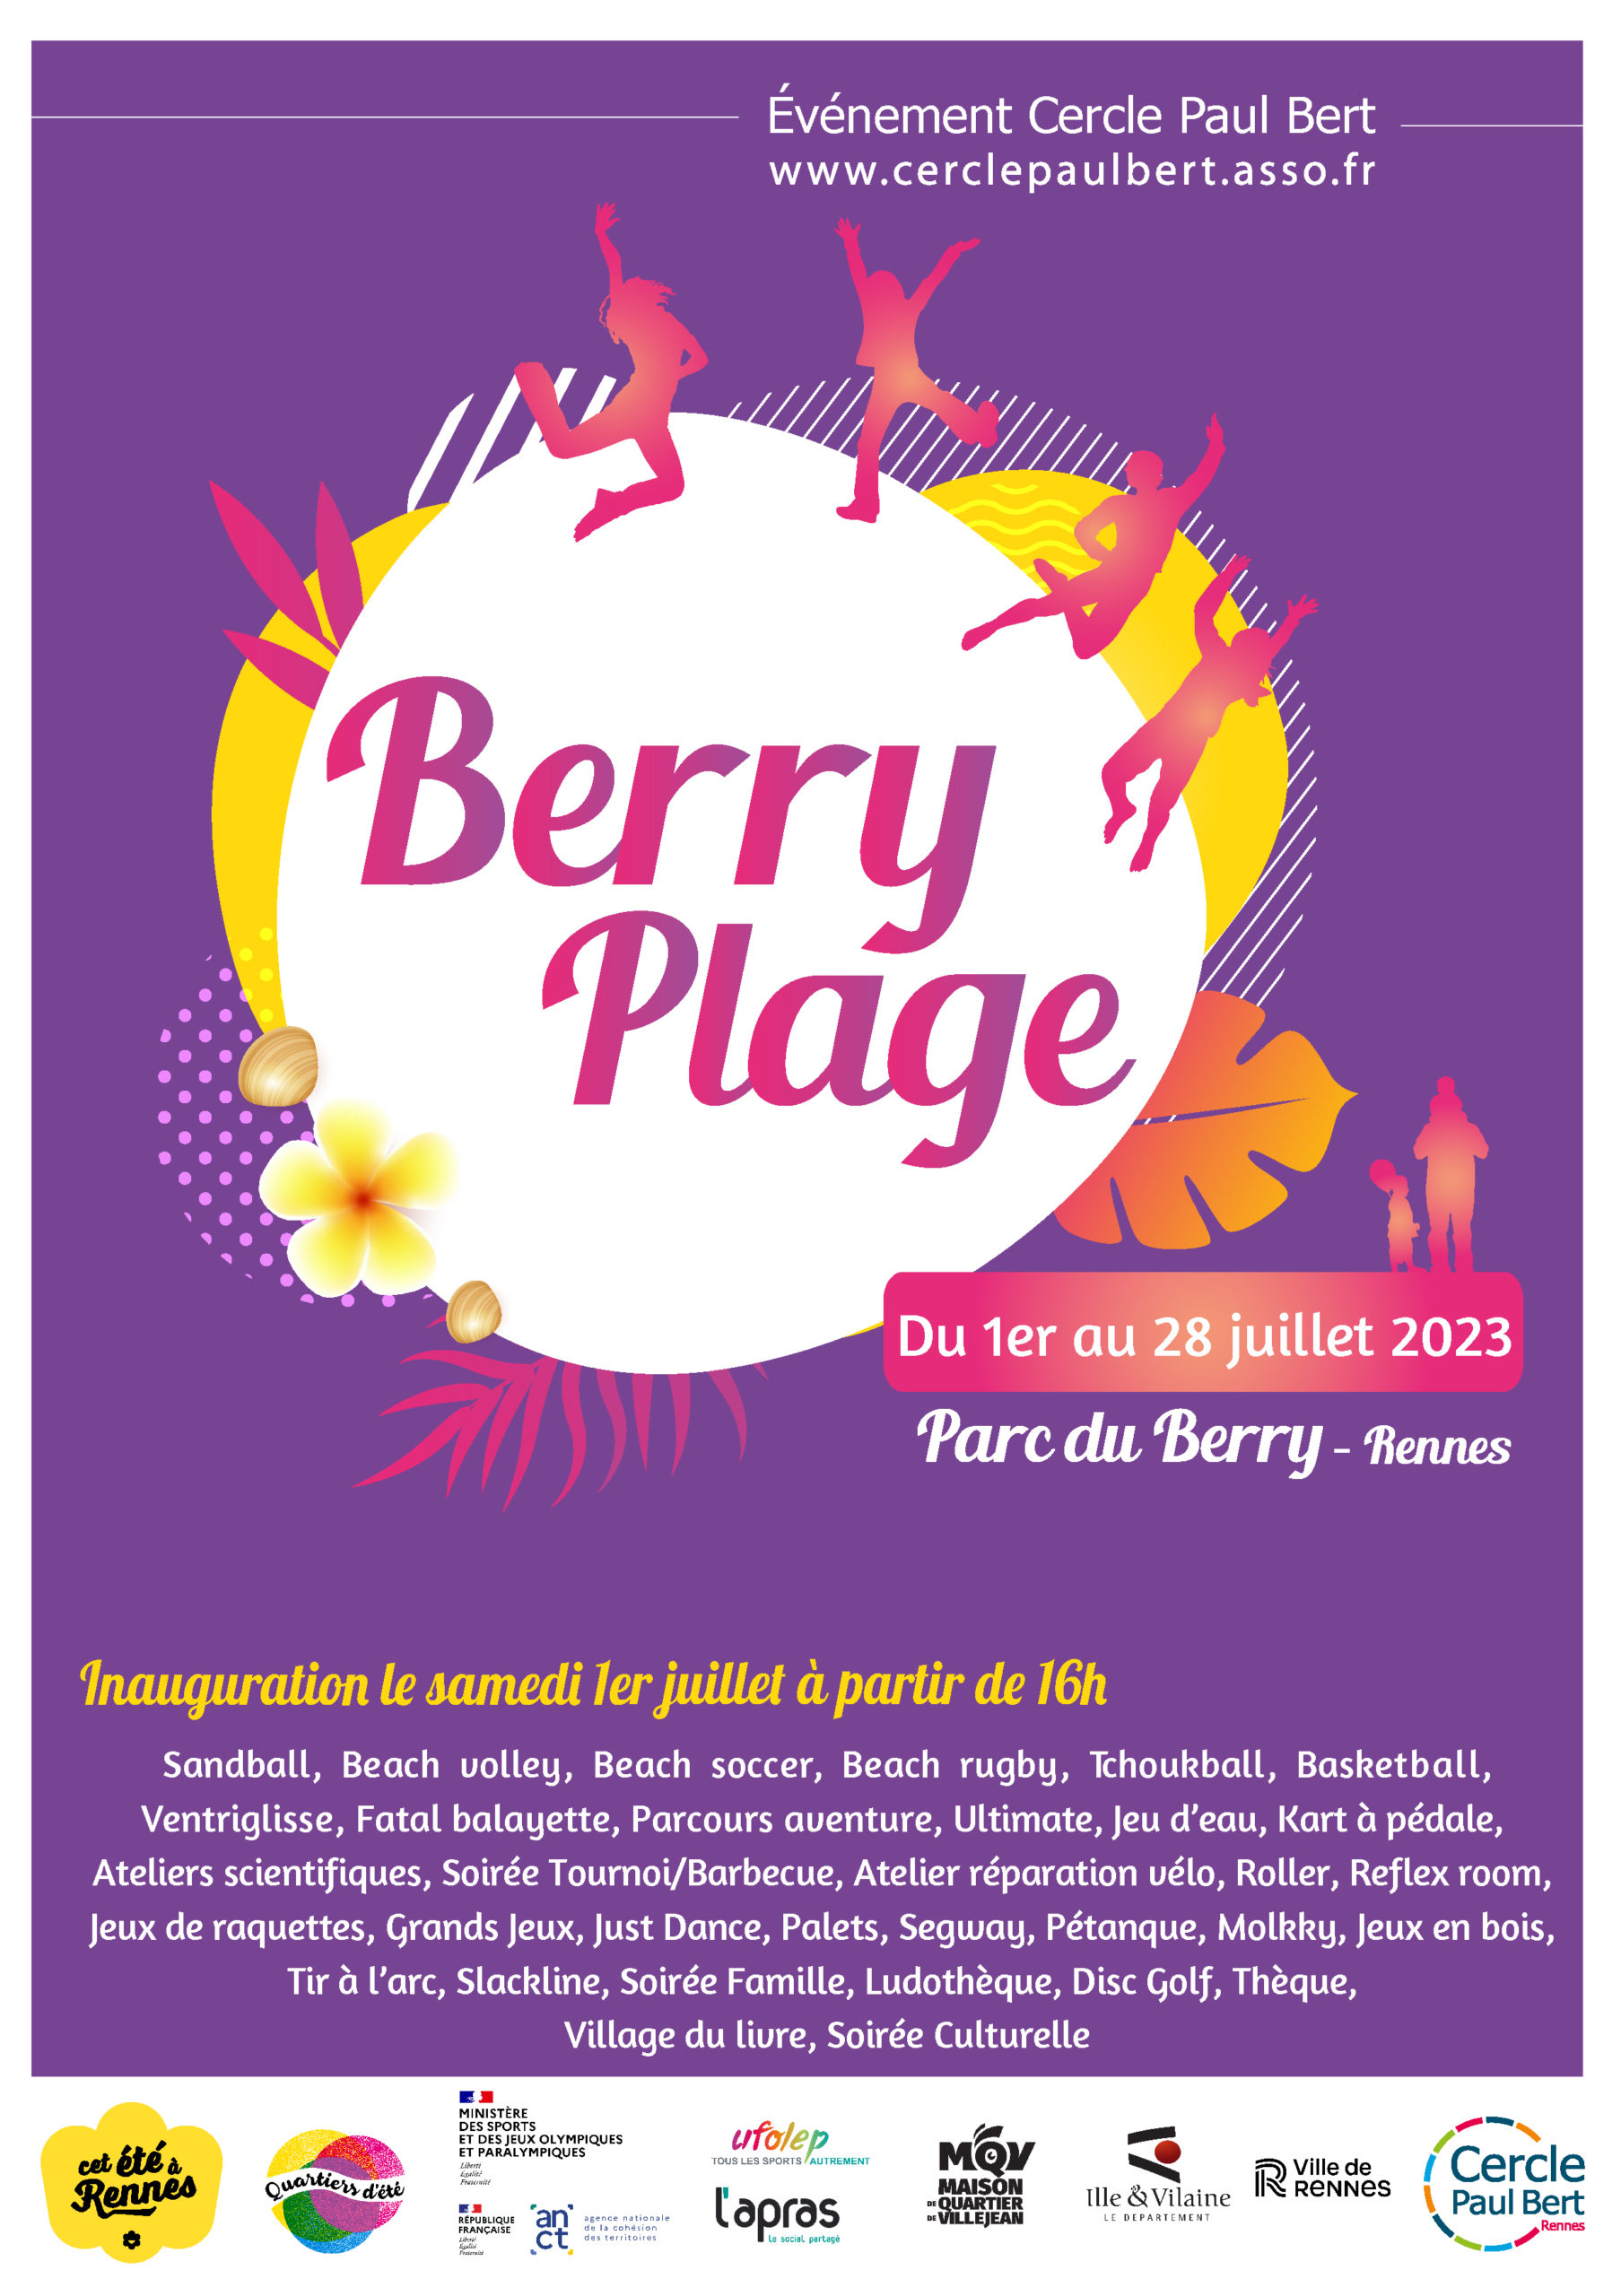 Événement Cercle Paul Bert
www.cerclepaulbert.asso.fr
Berry
Plage
Du 1er au 28 juillet 2023
Parc du Berry - Rennes
Inauguration le samedi 1er juillet à partir de 16h
Sandball, Beach volley, Beach soccer, Beach rugby, Tchoukball, Basketball,
Ventriglisse, Fatal balayette, Parcours aventure, Ultimate, Jeu d'eau, Kart à pédale,
Ateliers scientifiques, Soirée Tournoi/Barbecue, Atelier réparation vélo, Roller, Reflex room,
Jeux de raquettes, Grands Jeux, Just Dance, Palets, Segway, Pétanque, Molkky, Jeux en bois,
Tir à l'arc, Slackline, Soirée Famille, Ludothèque, Disc Golf, Thèque,
Village du livre, Soirée Culturelle
cet été à
Rennes
Quartiers d'été
MINISTÈRE
DES SPORTS
ET DES JEUX OLYMPIQUES
ET PARALYMPIQUES
Liberté
Égalité
Fraternité
RÉPUBLIQUE
FRANÇAISE
Liberté
Égalité
Fraternité
an
ct
agence nationale
de la cohésion
des territoires
ufolep
TOUS LES SPORTS AUTREMENT
l'apras
le social partagé
MQV
MAISON
DE QUARTIER
DE VILLEJEAN
Ille & Vilaine
LE DEPARTEMENT
Ville de
RENNES
Cercle
Paul Bert
Rennes